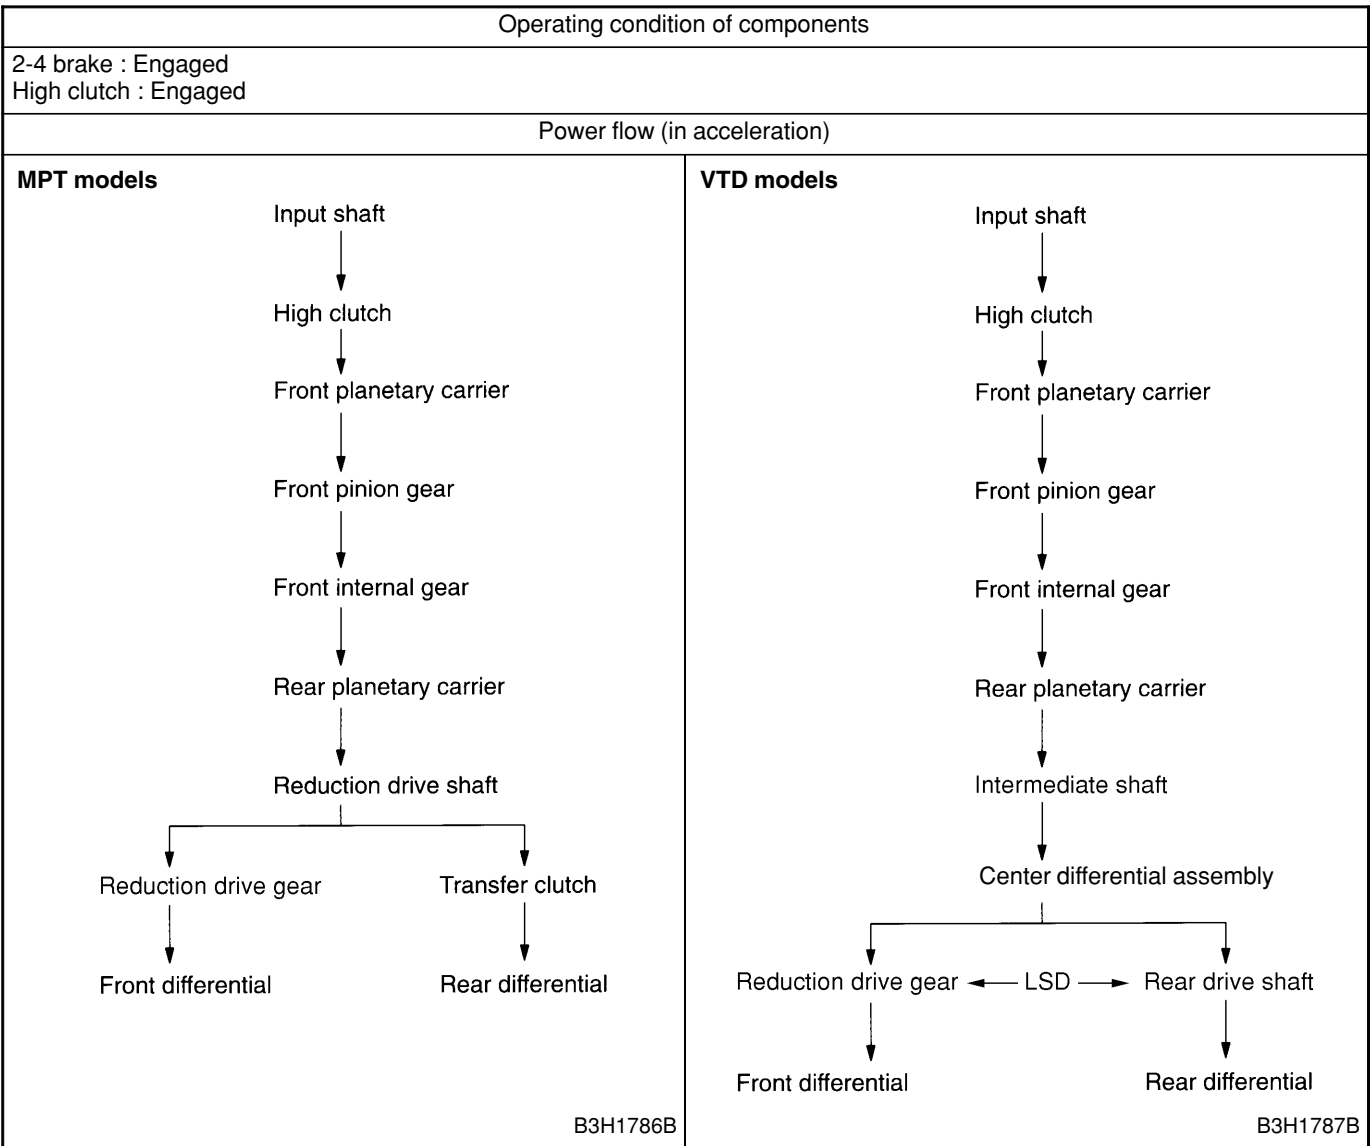 Operating condition of components
2-4 brake : Engaged
High clutch : Engaged
Power flow (in acceleration)
MPT models
Input shaft
High clutch
Front planetary carrier
Front pinion gear
Front internal gear
Rear planetary carrier
Reduction drive shaft
Reduction drive gear Transfer clutch
Front differential Rear differential
B3H1786B
VTD models
Input shaft
High clutch
Front planetary carrier
Front pinion gear
Front internal gear
Rear planetary carrier
Intermediate shaft
Center differential assembly
Reduction drive gear LSD Rear drive shaft
Front differential Rear differential
B3H1787B